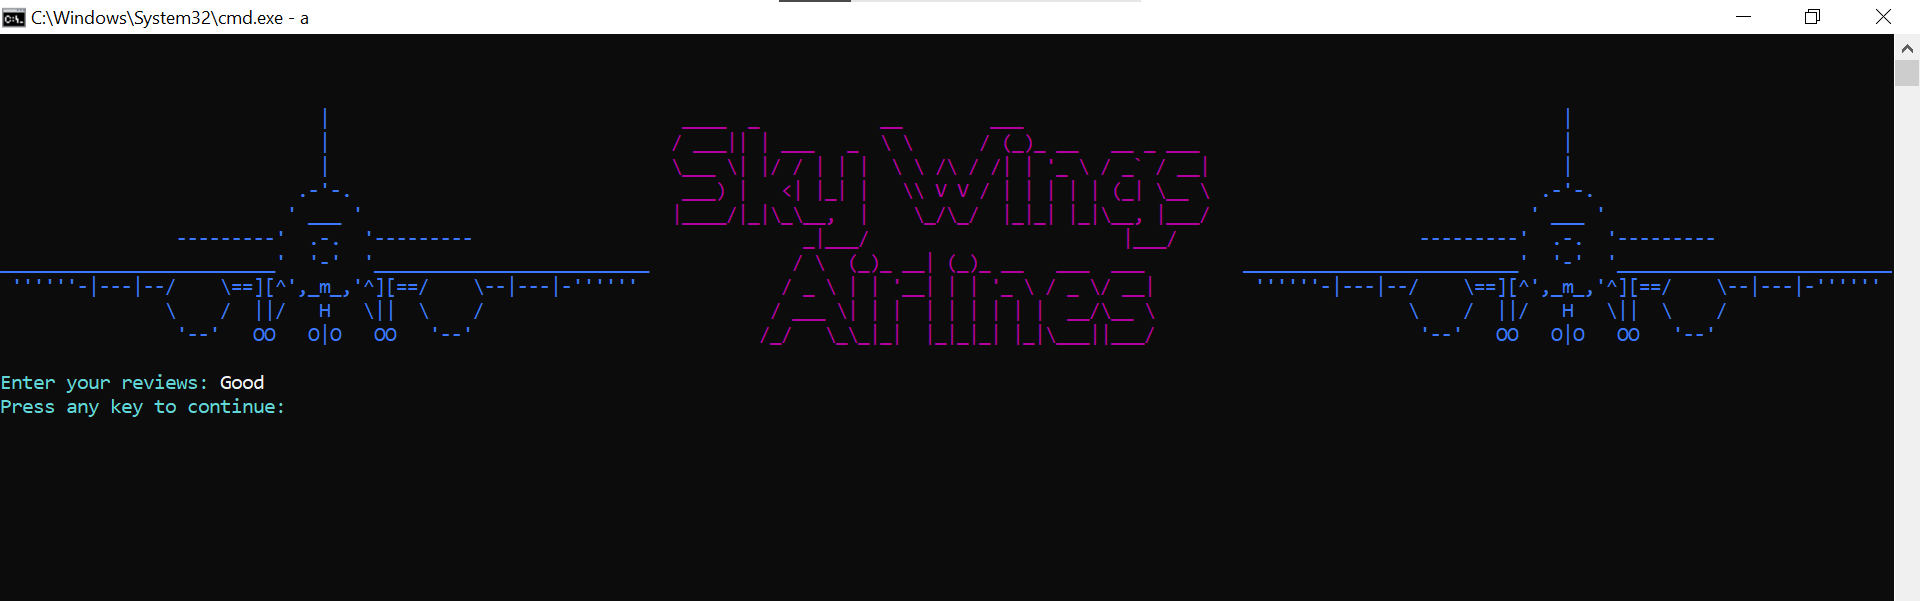 C:\Windows\System32\cmd.exe - a
Sky Wings
Airlines
Enter your reviews: Good
Press any key to continue: